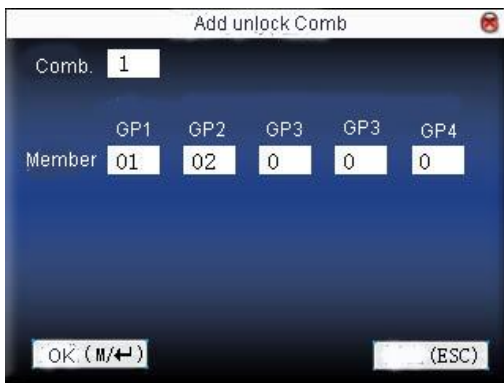 Add unlock Comb
Comb. 1
GP1 GP2 GP3 GP3 GP4
Member 01 02 0 0 0
OK (M/↵) (ESC)